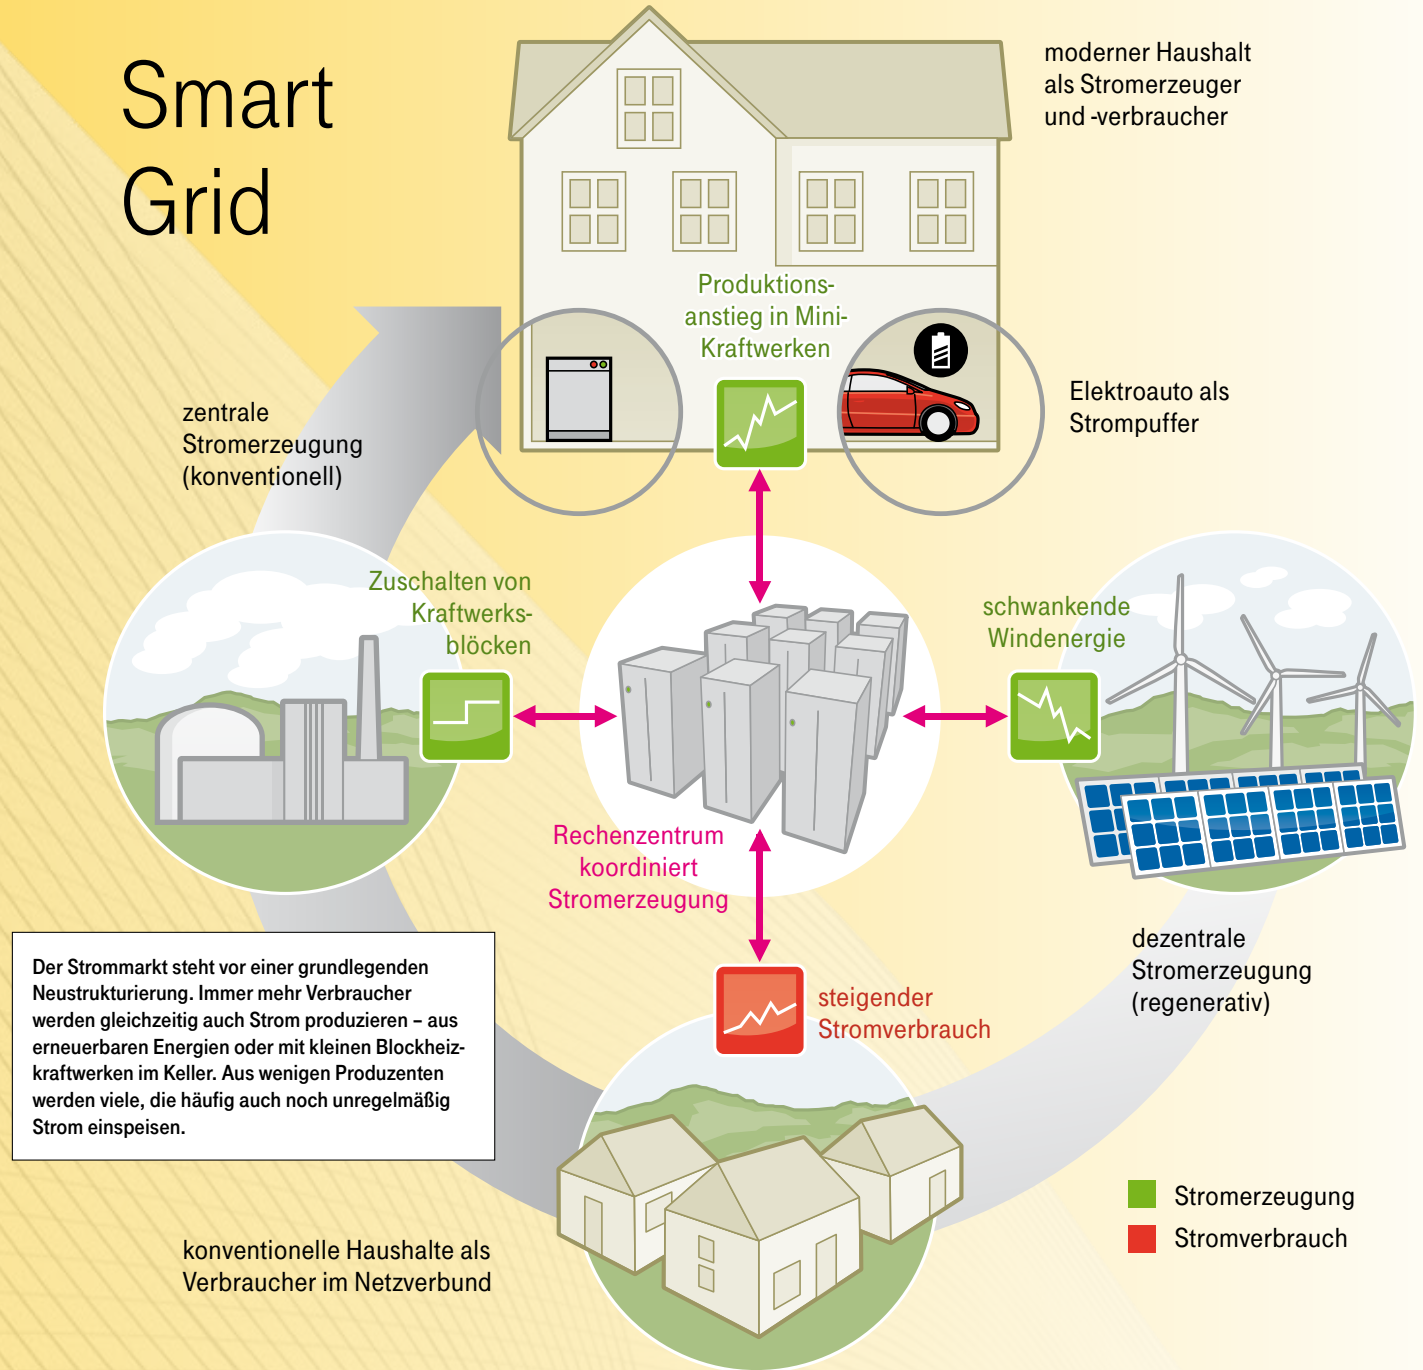 Smart
Grid
moderner Haushalt
als Stromerzeuger
und -verbraucher
Produktions-
anstieg in Mini-
Kraftwerken
Elektroauto als
Strompuffer
zentrale
Stromerzeugung
(konventionell)
Zuschalten von
Kraftwerks-
blöcken
schwankende
Windenergie
Rechenzentrum
koordiniert
Stromerzeugung
dezentrale
Stromerzeugung
(regenerativ)
Der Strommarkt steht vor einer grundlegenden
Neustrukturierung. Immer mehr Verbraucher
werden gleichzeitig auch Strom produzieren – aus
erneuerbaren Energien oder mit kleinen Blockheiz-
kraftwerken im Keller. Aus wenigen Produzenten
werden viele, die häufig auch noch unregelmäßig
Strom einspeisen.
steigender
Stromverbrauch
konventionelle Haushalte als
Verbraucher im Netzverbund
Stromerzeugung
Stromverbrauch